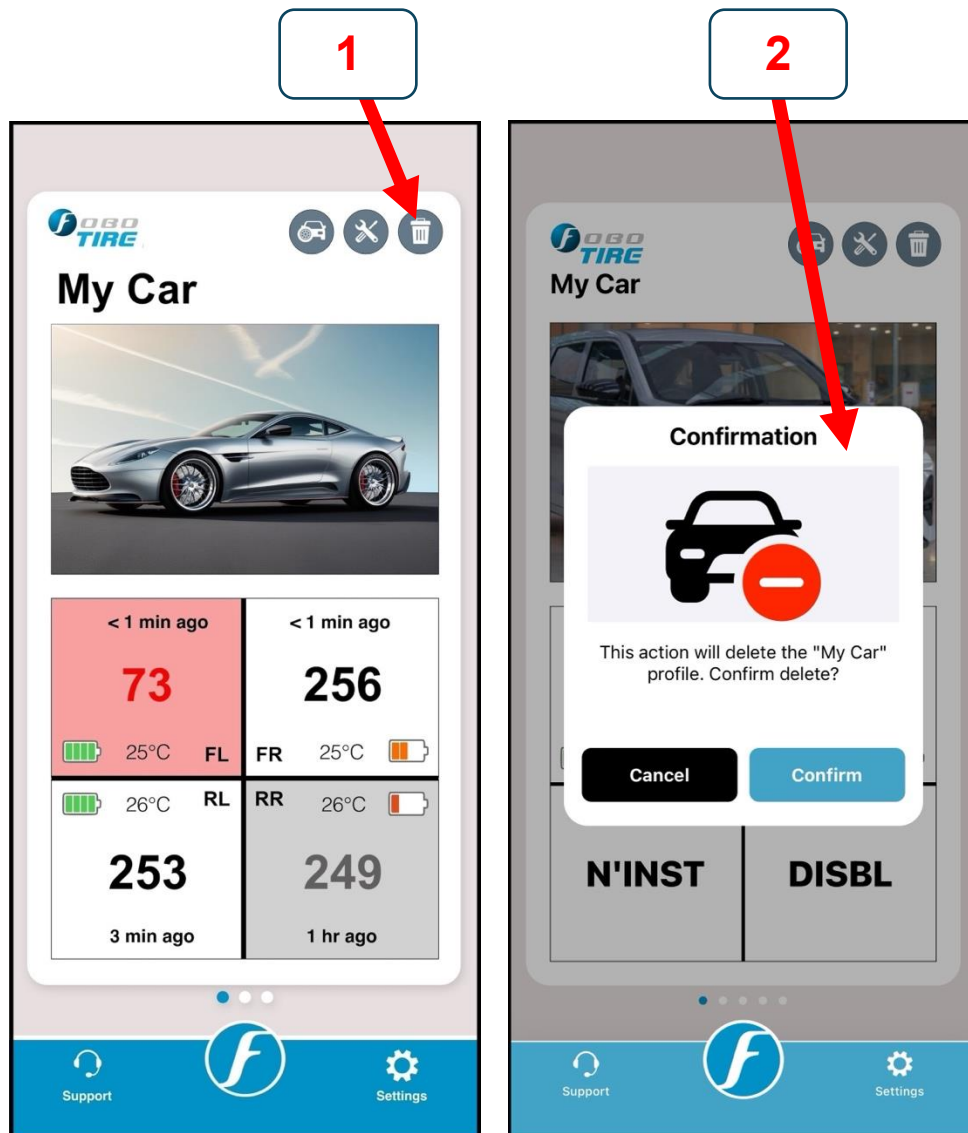 1
FOBO
TIRE
My Car
< 1 min ago
< 1 min ago
73
256
25°C
FL
FR
25°C
26°C
RL
RR
26°C
253
249
3 min ago
1 hr ago
Support
Settings
2
FOBO
TIRE
My Car
Confirmation
This action will delete the "My Car"
profile. Confirm delete?
Cancel
Confirm
N'INST
DISBL
Support
Settings